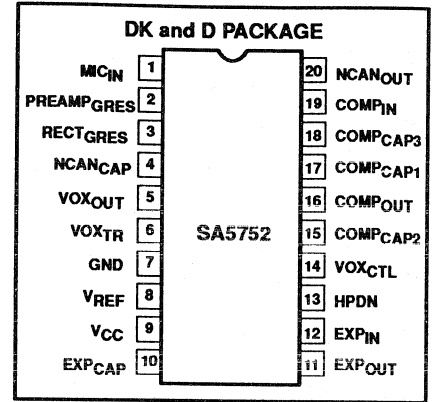 DK and D PACKAGE
MICIN 1 20 NCANOUT
PREAMPGRES 2 19 COMPIN
RECTGRES 3 18 COMPCAP3
NCANCAP 4 17 COMPCAP1
VOXOUT 5 16 COMPOUT
VOXTR 6 SA5752 15 COMPCAP2
GND 7 14 VOXCTL
VREF 8 13 HPDN
VCC 9 12 EXPIN
EXPCAP 10 11 EXPOUT